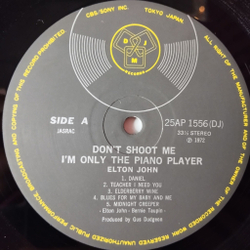 CBS/SONY INC. TOKYO JAPAN.
ALL RIGHTS OF THE MANUFACTURER AND OF THE OWNER OF THE RECORDED WORK RESERVED. UNAUTHORIZED PUBLIC PERFORMANCE BROADCASTING AND COPYING OF THIS RECORD PROHIBITED.
DJM
SIDE A
JASRAC
25AP 1556(DJ)
33⅓ STEREO
℗ 1972
DON'T SHOOT ME
I'M ONLY THE PIANO PLAYER
ELTON JOHN
1. DANIEL
2. TEACHER I NEED YOU
3. ELDERBERRY WINE
4. BLUES FOR MY BABY AND ME
5. MIDNIGHT CREEPER
-Elton John - Bernie Taupin-
Produced by Gus Dudgeon